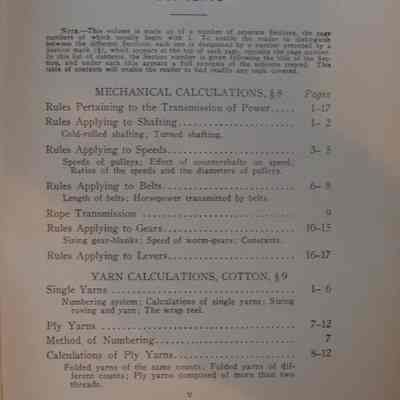 NOTE.—This volume is made up of a number of separate Sections, the page
numbers of which usually begin with 1. To enable the reader to distinguish
between the different Sections, each one is designated by a number preceded by a
Section mark (§), which appears at the top of each page, opposite the page number.
In this list of contents, the Section number is given following the title of the Sec-
tion, and under each title appears a full synopsis of the subjects treated. This
table of contents will enable the reader to find readily any topic covered.
MECHANICAL CALCULATIONS, §8 Pages
Rules Pertaining to the Transmission of Power..... 1-17
Rules Applying to Shafting........................ 1- 2
Cold-rolled shafting; Turned shafting.
Rules Applying to Speeds.......................... 3- 5
Speeds of pulleys; Effect of countershafts on speed;
Ratios of the speeds and the diameters of pulleys.
Rules Applying to Belts........................... 6- 8
Length of belts; Horsepower transmitted by belts.
Rope Transmission ................................ 9
Rules Applying to Gears........................... 10-15
Sizing gear-blanks; Speed of worm-gears; Constants.
Rules Applying to Levers.......................... 16-17
YARN CALCULATIONS, COTTON, §9
Single Yarns ..................................... 1- 6
Numbering system; Calculations of single yarns; Sizing
roving and yarn; The wrap reel.
Ply Yarns ........................................ 7-12
Method of Numbering............................... 7
Calculations of Ply Yarns......................... 8-12
Folded yarns of the same counts; Folded yarns of dif-
ferent counts; Ply yarns composed of more than two
threads.
v